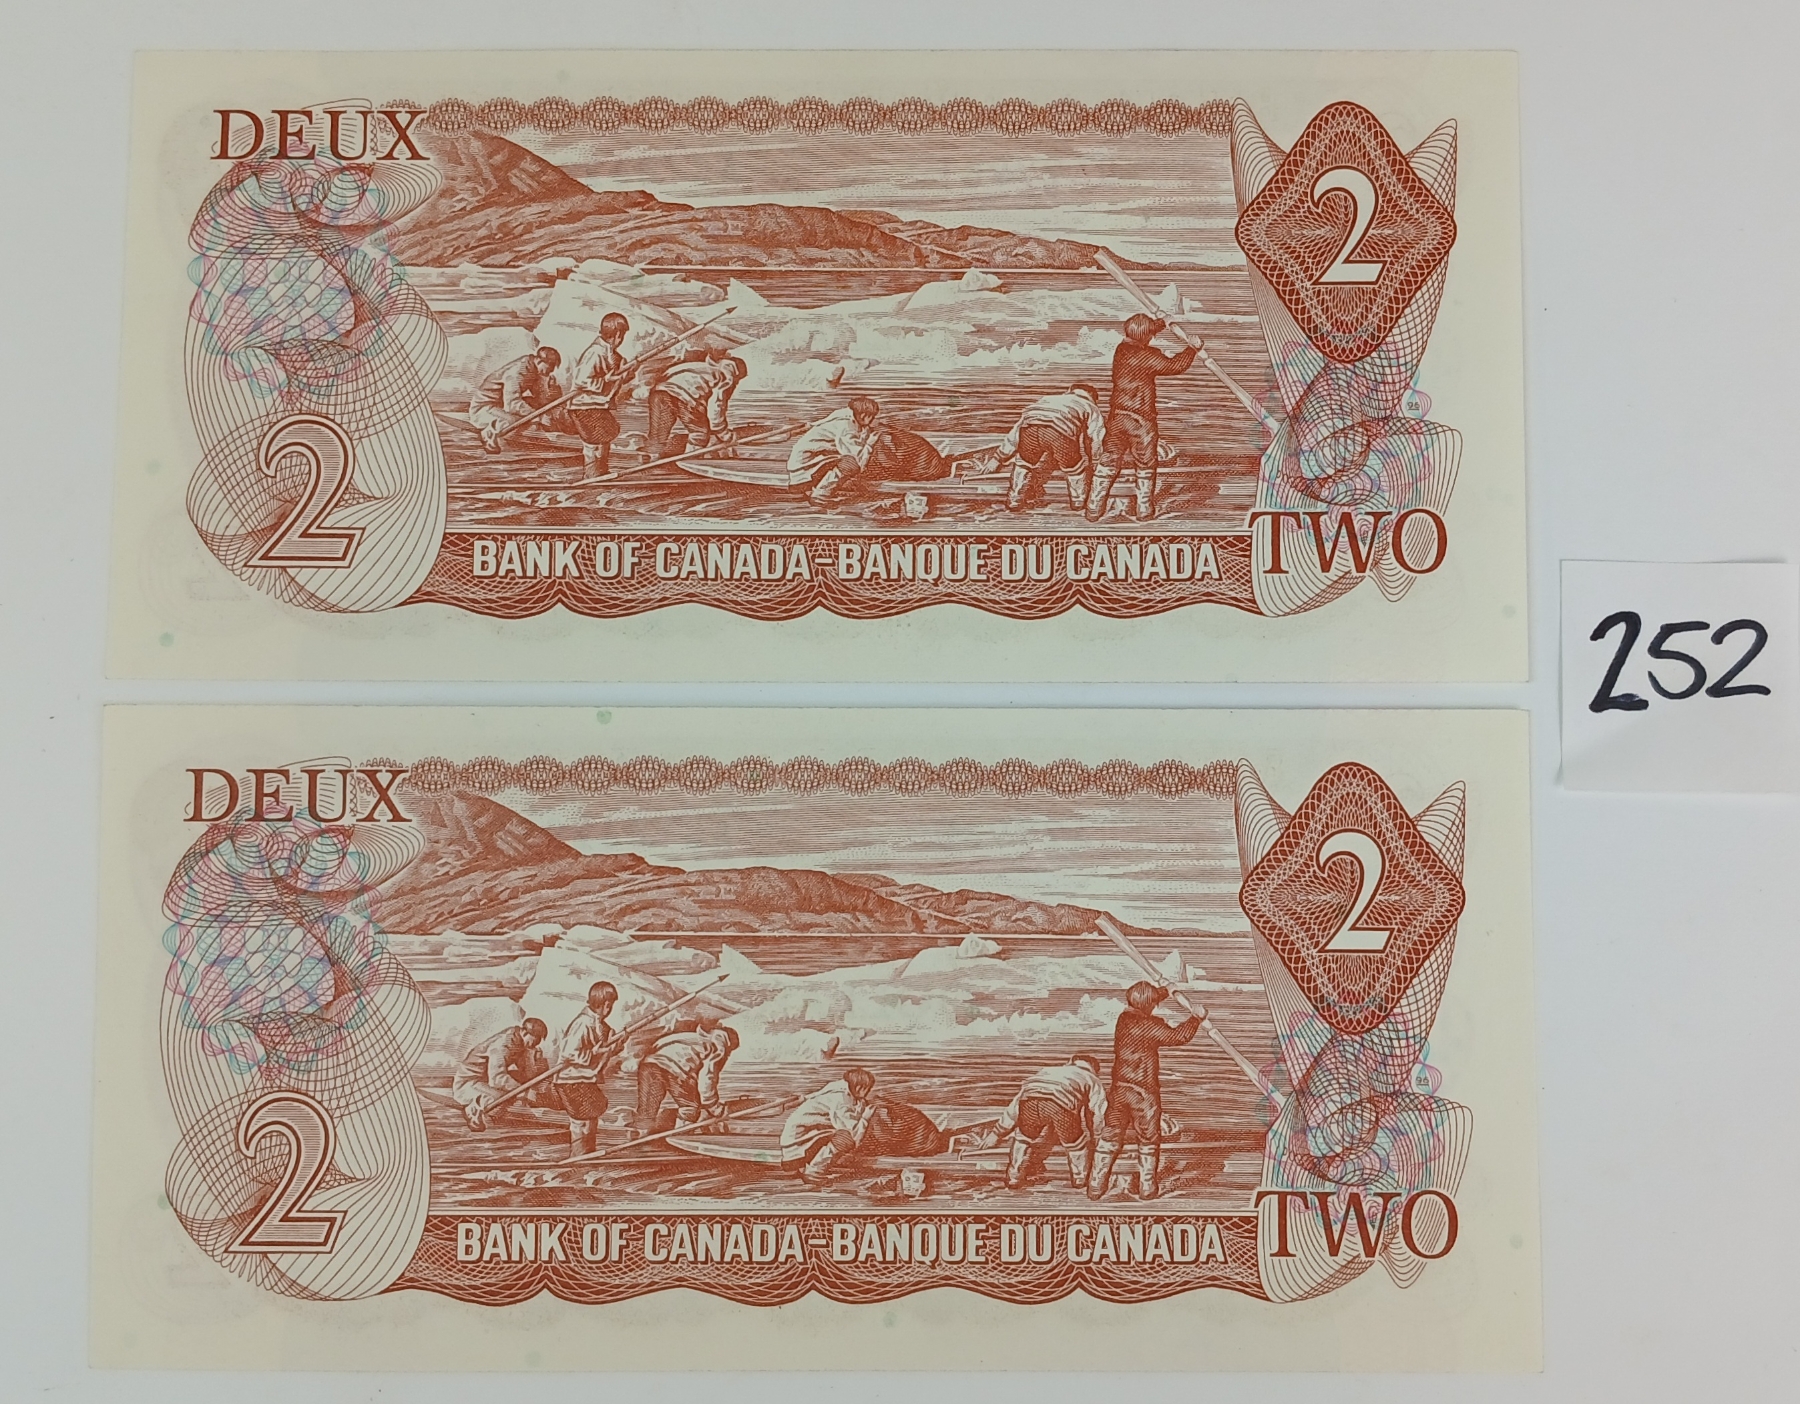 DEUX
2
2
BANK OF CANADA-BANQUE DU CANADA
TWO
252
DEUX
2
2
BANK OF CANADA-BANQUE DU CANADA
TWO